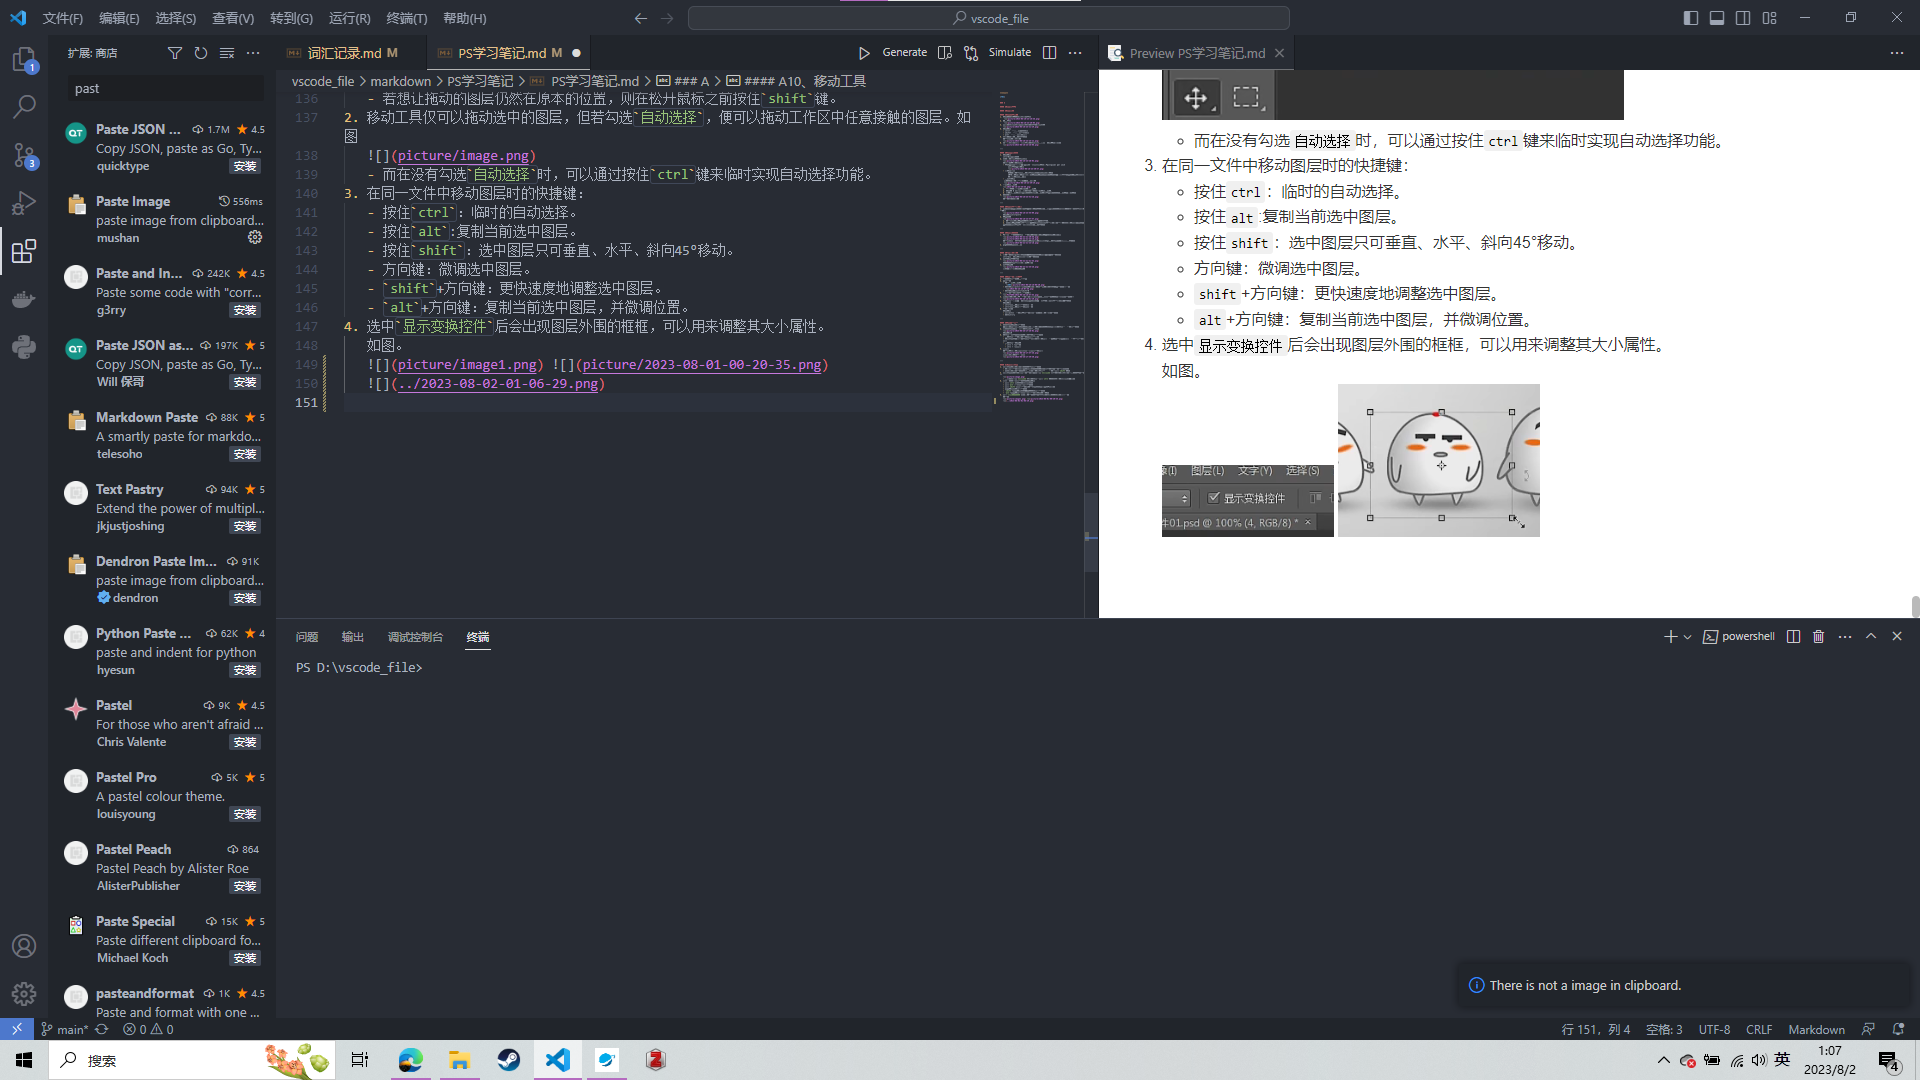 文件(F) 编辑(E) 选择(S) 查看(V) 转到(G) 运行(R) 终端(T) 帮助(H)
vscode_file
扩展: 商店
past
Paste JSON ... 1.7M 4.5
Copy JSON, paste as Go, Ty...
quicktype 安装
Paste Image 556ms
paste image from clipboard...
mushan
Paste and In... 242K 4.5
Paste some code with "corr...
g3rry 安装
Paste JSON as... 197K 5
Copy JSON, paste as Go, Ty...
Will 保哥 安装
Markdown Paste 88K 5
A smartly paste for markdo...
telesoho 安装
Text Pastry 94K 5
Extend the power of multipl...
jkjustjoshing 安装
Dendron Paste Im... 91K
paste image from clipboard...
dendron 安装
Python Paste ... 62K 4
paste and indent for python
hyesun 安装
Pastel 9K 4.5
For those who aren't afraid ...
Chris Valente 安装
Pastel Pro 5K 5
A pastel colour theme.
louisyoung 安装
Pastel Peach 864
Pastel Peach by Alister Roe
AlisterPublisher 安装
Paste Special 15K 5
Paste different clipboard fo...
Michael Koch 安装
pasteandformat 1K 4.5
Paste and format with one ...
词汇记录.md M PS学习笔记.md M
Generate Simulate
vscode_file > markdown > PS学习笔记 > PS学习笔记.md > ### A > #### A10、移动工具
136 - 若想让拖动的图层仍然在原本的位置，则在松开鼠标之前按住`shift`键。
137 2. 移动工具仅可以拖动选中的图层，但若勾选`自动选择`，便可以拖动工作区中任意接触的图层。如
图
138 ![](picture/image.png)
139 - 而在没有勾选`自动选择`时，可以通过按住`ctrl`键来临时实现自动选择功能。
140 3. 在同一文件中移动图层时的快捷键：
141 - 按住`ctrl`：临时的自动选择。
142 - 按住`alt`:复制当前选中图层。
143 - 按住`shift`：选中图层只可垂直、水平、斜向45°移动。
144 - 方向键：微调选中图层。
145 - `shift`+方向键：更快速度地调整选中图层。
146 - `alt`+方向键：复制当前选中图层，并微调位置。
147 4. 选中`显示变换控件`后会出现图层外围的框框，可以用来调整其大小属性。
148 如图。
149 ![](picture/image1.png) ![](picture/2023-08-01-00-20-35.png)
150 ![](../2023-08-02-01-06-29.png)
151
Preview PS学习笔记.md
而在没有勾选 自动选择 时，可以通过按住 ctrl 键来临时实现自动选择功能。
3. 在同一文件中移动图层时的快捷键：
按住 ctrl ：临时的自动选择。
按住 alt :复制当前选中图层。
按住 shift ：选中图层只可垂直、水平、斜向45°移动。
方向键：微调选中图层。
shift +方向键：更快速度地调整选中图层。
alt +方向键：复制当前选中图层，并微调位置。
4. 选中 显示变换控件 后会出现图层外围的框框，可以用来调整其大小属性。
如图。
图层(L) 文字(Y) 选择(S)
显示变换控件
01.psd @ 100% (4, RGB/8) *
问题 输出 调试控制台 终端
powershell
PS D:\vscode_file>
There is not a image in clipboard.
main* 0 0
行 151，列 4 空格: 3 UTF-8 CRLF Markdown
搜索
英
1:07
2023/8/2
4